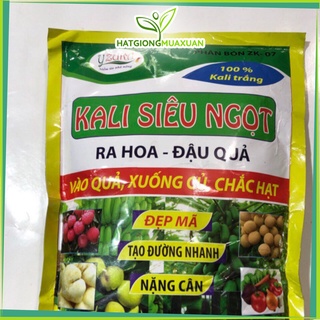 HATGIONGMUAXUAN
PHÂN BÓN ZK-07
100 %
Kali trắng
KALI SIÊU NGỌT
RA HOA - ĐẬU QUẢ
VÀO QUẢ, XUỐNG CỦ, CHẮC HẠT
ĐẸP MÃ
TẠO ĐƯỜNG NHANH
NẶNG CÂN